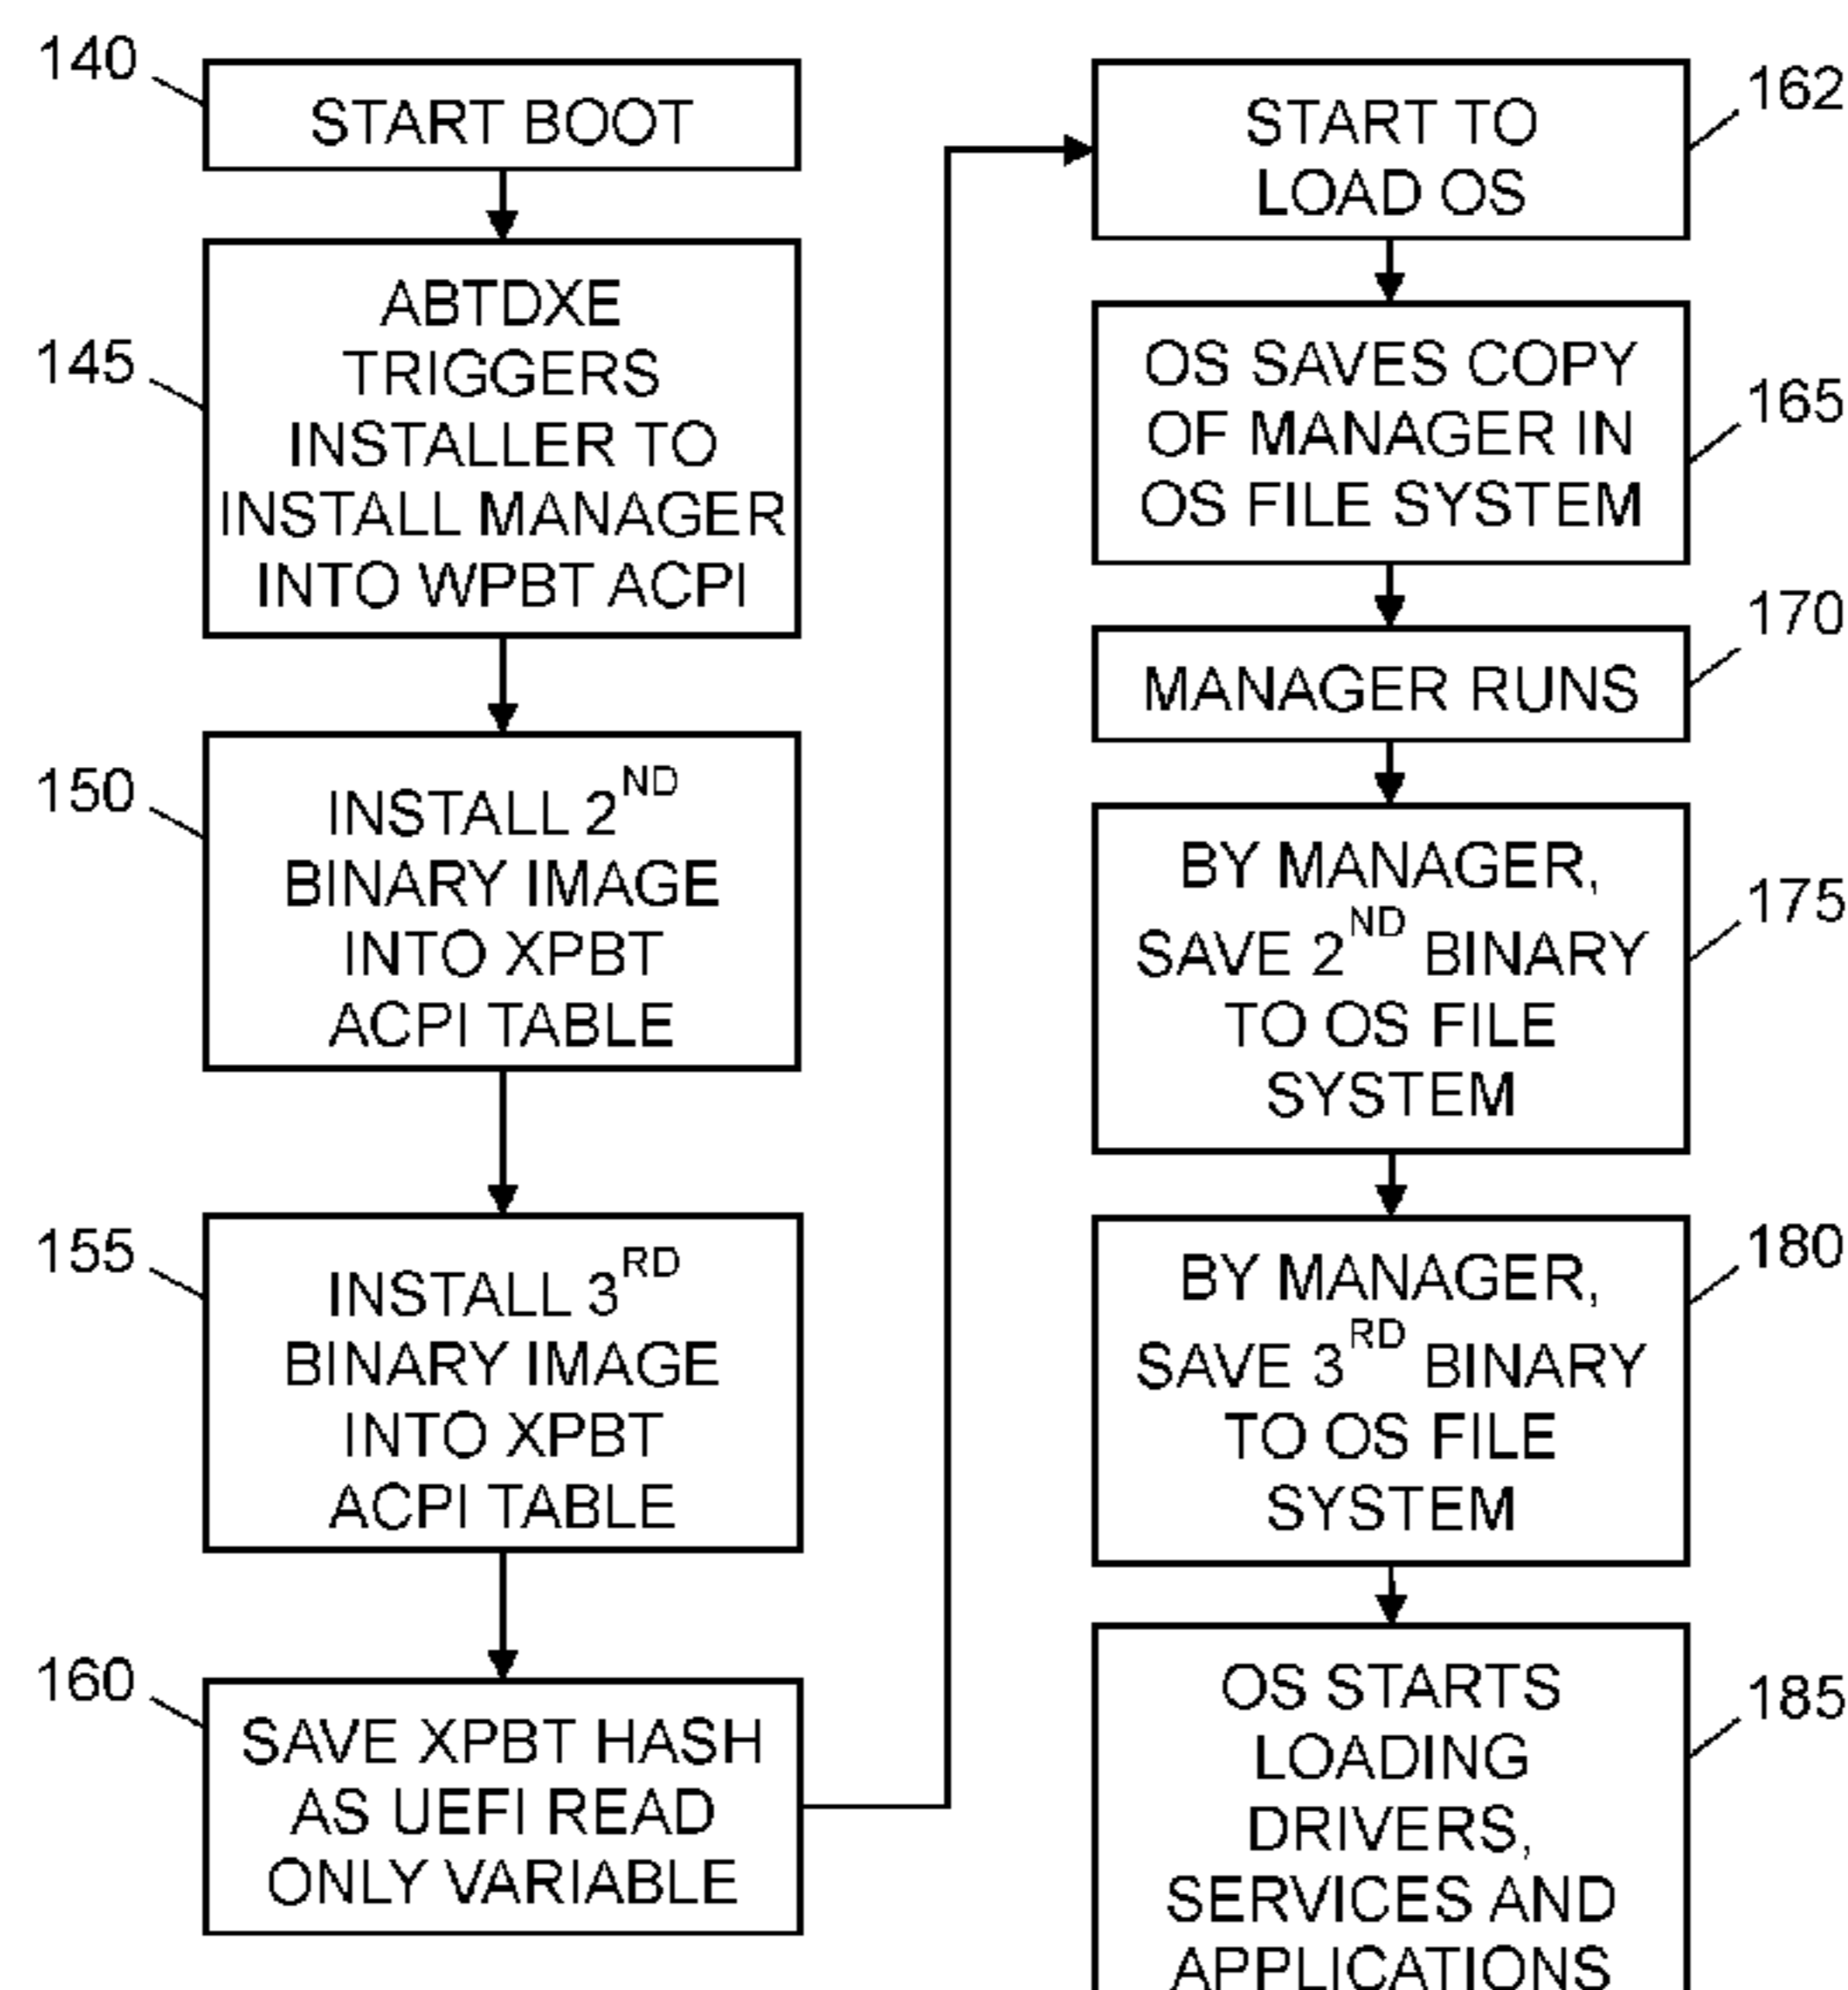 140
START BOOT
145
ABTDXE
TRIGGERS
INSTALLER TO
INSTALL MANAGER
INTO WPBT ACPI
150
INSTALL 2ND
BINARY IMAGE
INTO XPBT
ACPI TABLE
155
INSTALL 3RD
BINARY IMAGE
INTO XPBT
ACPI TABLE
160
SAVE XPBT HASH
AS UEFI READ
ONLY VARIABLE
162
START TO
LOAD OS
165
OS SAVES COPY
OF MANAGER IN
OS FILE SYSTEM
170
MANAGER RUNS
175
BY MANAGER,
SAVE 2ND BINARY
TO OS FILE
SYSTEM
180
BY MANAGER,
SAVE 3RD BINARY
TO OS FILE
SYSTEM
185
OS STARTS
LOADING
DRIVERS,
SERVICES AND
APPLICATIONS